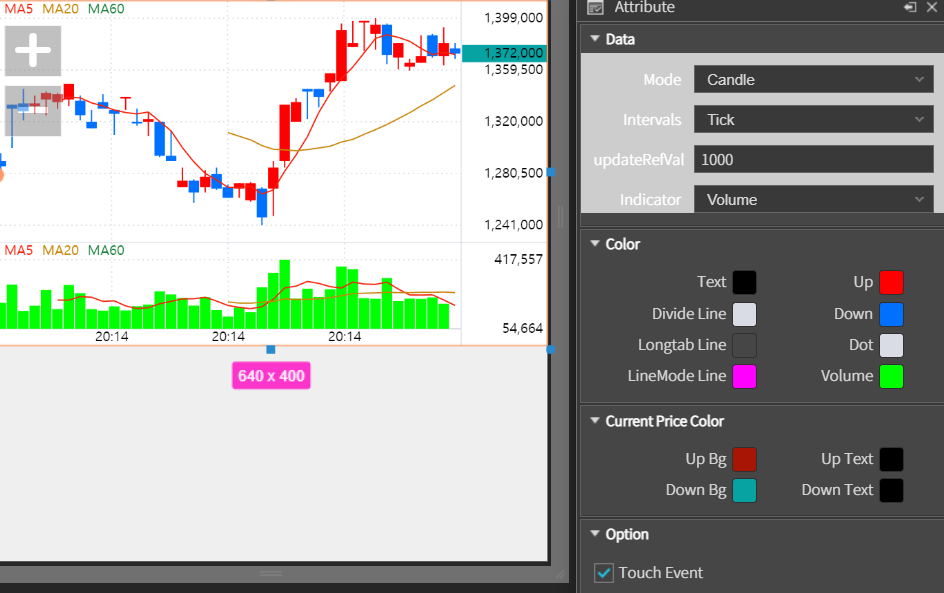 MA5 MA20 MA60
1,399,000
1,372,000
1,359,500
1,320,000
1,280,500
1,241,000
MA5 MA20 MA60
417,557
54,664
20:14 20:14 20:14
640 x 400
Attribute
Data
Mode Candle
Intervals Tick
updateRefVal 1000
Indicator Volume
Color
Text Up
Divide Line Down
Longtab Line Dot
LineMode Line Volume
Current Price Color
Up Bg Up Text
Down Bg Down Text
Option
Touch Event